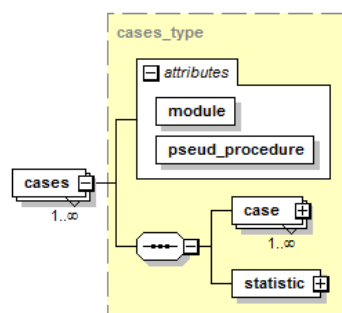 cases_type
attributes
module
pseud_procedure
cases
1..∞
case
1..∞
statistic